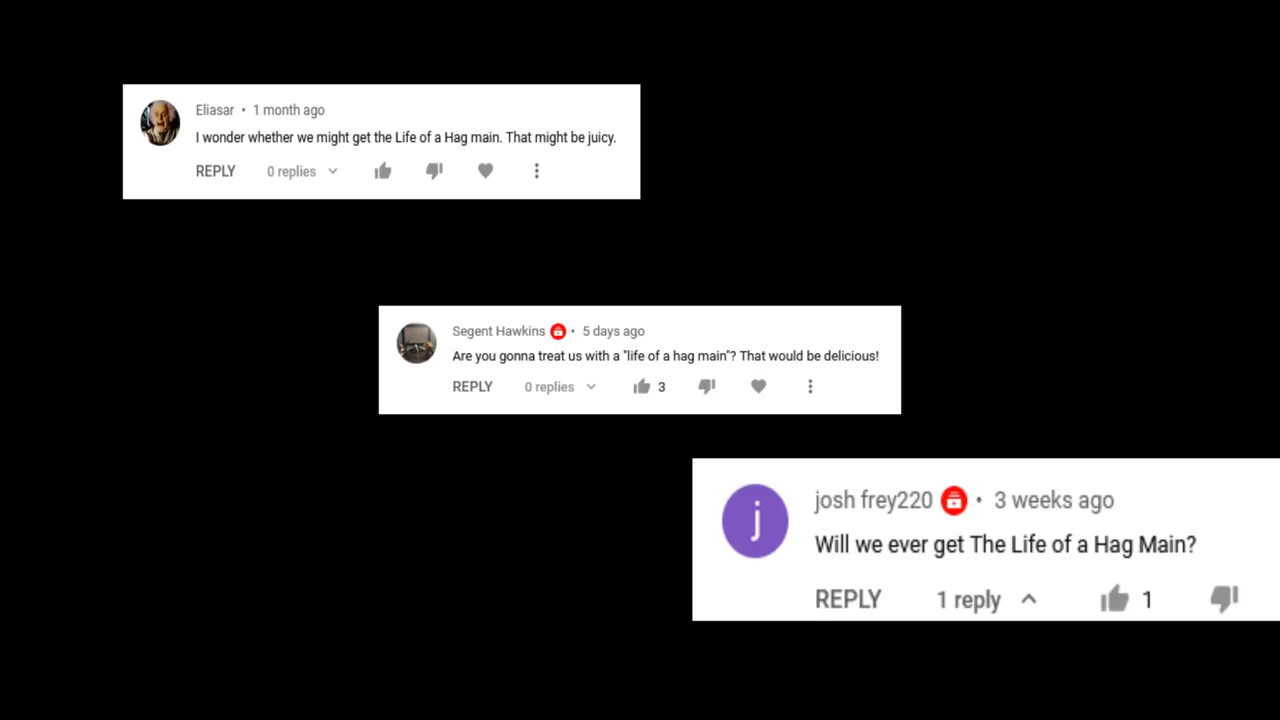 Eliasar • 1 month ago
I wonder whether we might get the Life of a Hag main. That might be juicy.
REPLY 0 replies
Segent Hawkins • 5 days ago
Are you gonna treat us with a "life of a hag main"? That would be delicious!
REPLY 0 replies 3
j
josh frey220 • 3 weeks ago
Will we ever get The Life of a Hag Main?
REPLY 1 reply 1